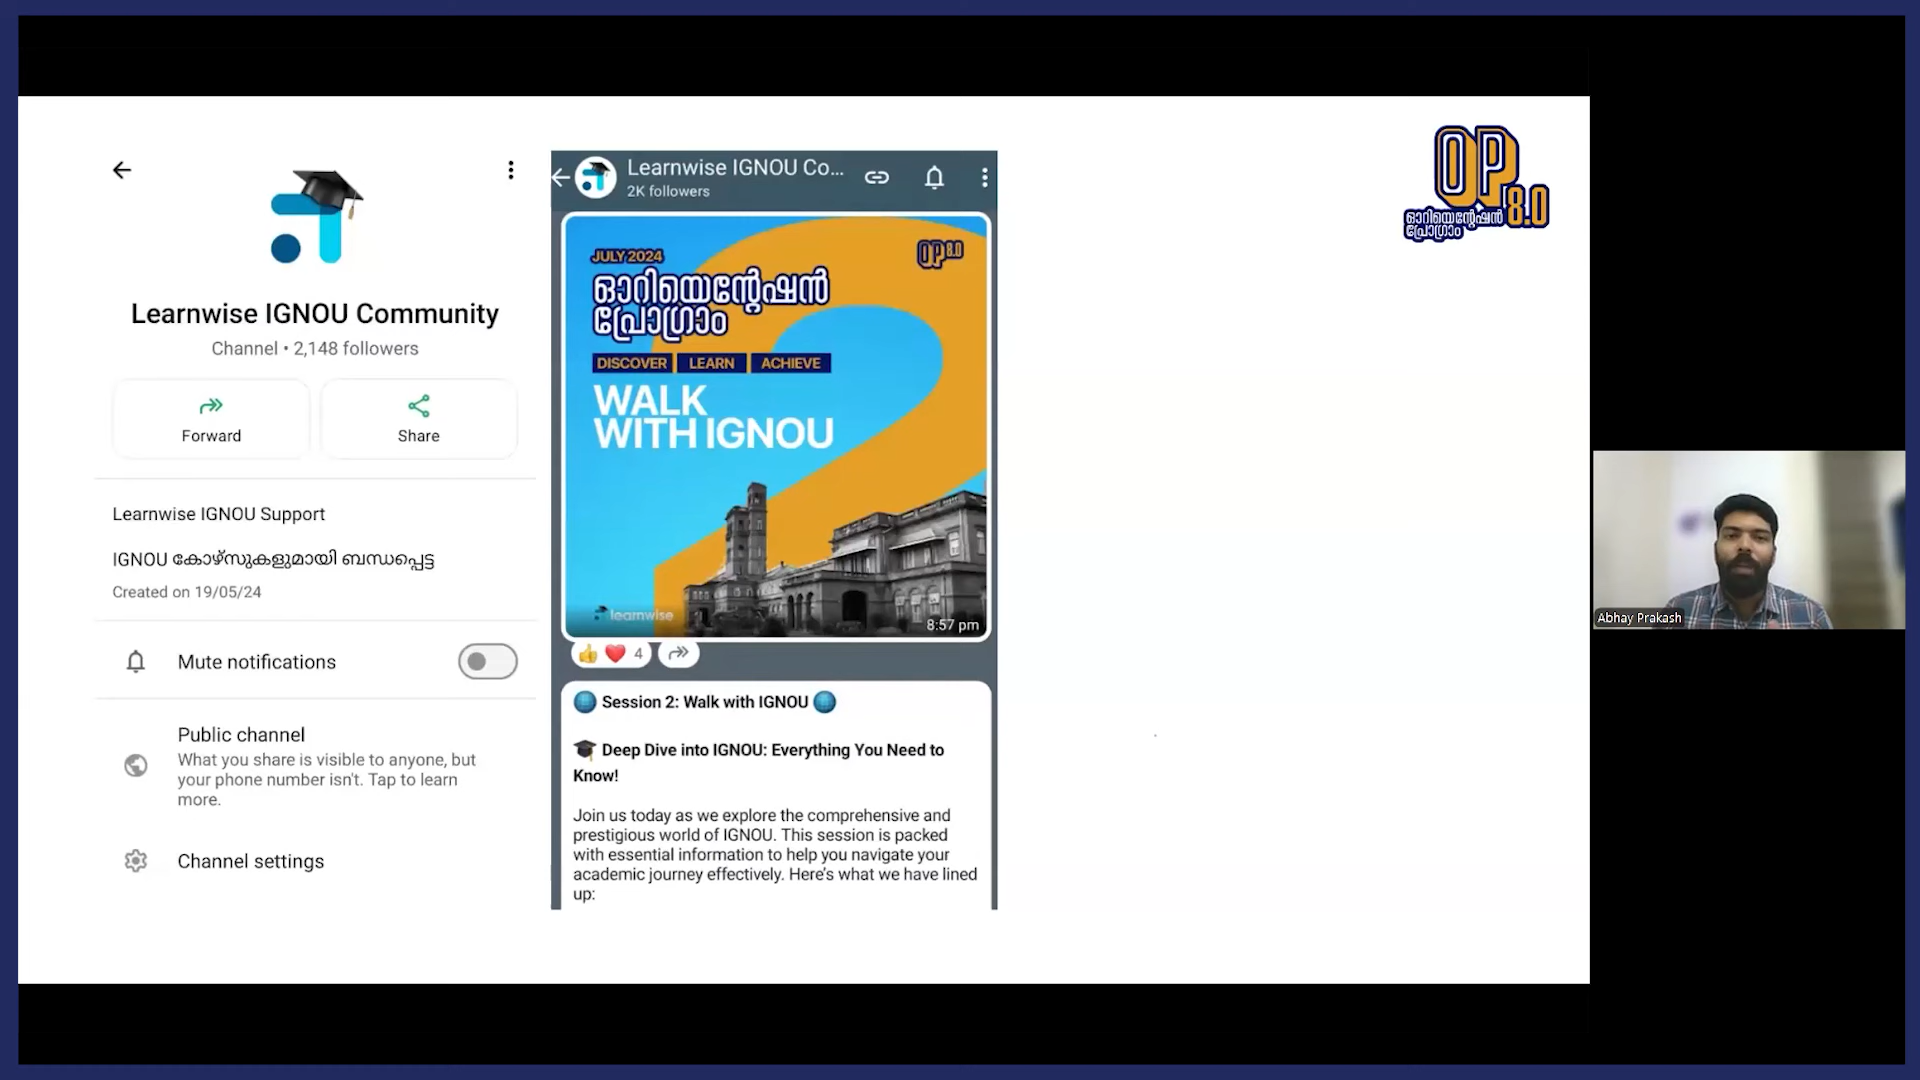 Learnwise IGNOU Community
Channel • 2,148 followers
Forward
Share
Learnwise IGNOU Support
IGNOU കോഴ്സുകളുമായി ബന്ധപ്പെട്ട
Created on 19/05/24
Mute notifications
Public channel
What you share is visible to anyone, but
your phone number isn't. Tap to learn
more.
Channel settings
Learnwise IGNOU Co...
2K followers
JULY 2024
OP 8.0
ഓറിയെന്റേഷൻ
പ്രോഗ്രാം
DISCOVER LEARN ACHIEVE
WALK
WITH IGNOU
learnwise
8:57 pm
4
Session 2: Walk with IGNOU
Deep Dive into IGNOU: Everything You Need to
Know!
Join us today as we explore the comprehensive and
prestigious world of IGNOU. This session is packed
with essential information to help you navigate your
academic journey effectively. Here's what we have lined
up:
OP
ഓറിയെന്റേഷൻ 8.0
പ്രോഗ്രാം
Abhay Prakash